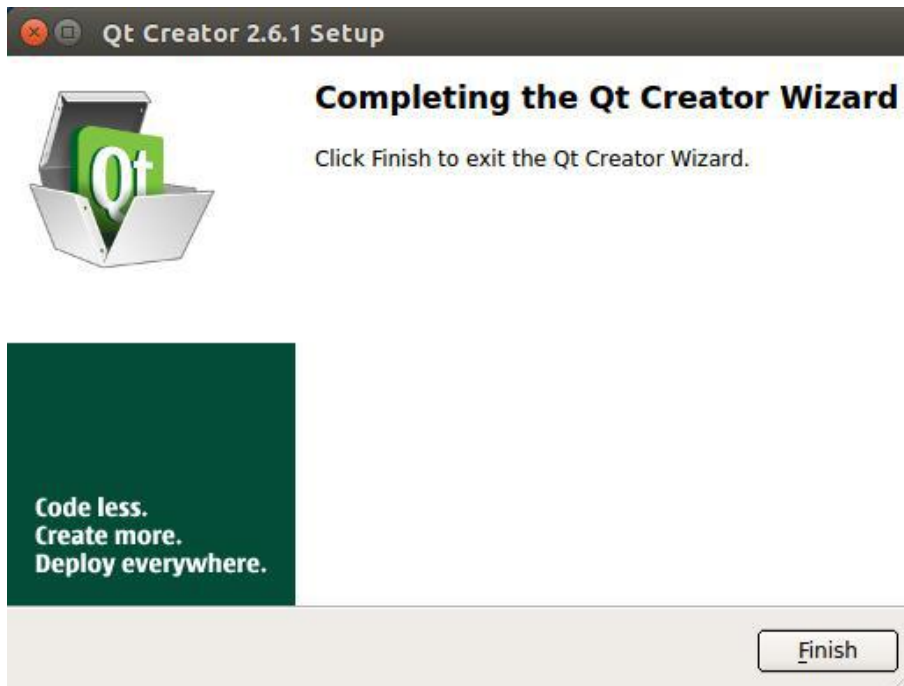 Qt Creator 2.6.1 Setup
Completing the Qt Creator Wizard
Click Finish to exit the Qt Creator Wizard.
Qt
Code less.
Create more.
Deploy everywhere.
Finish